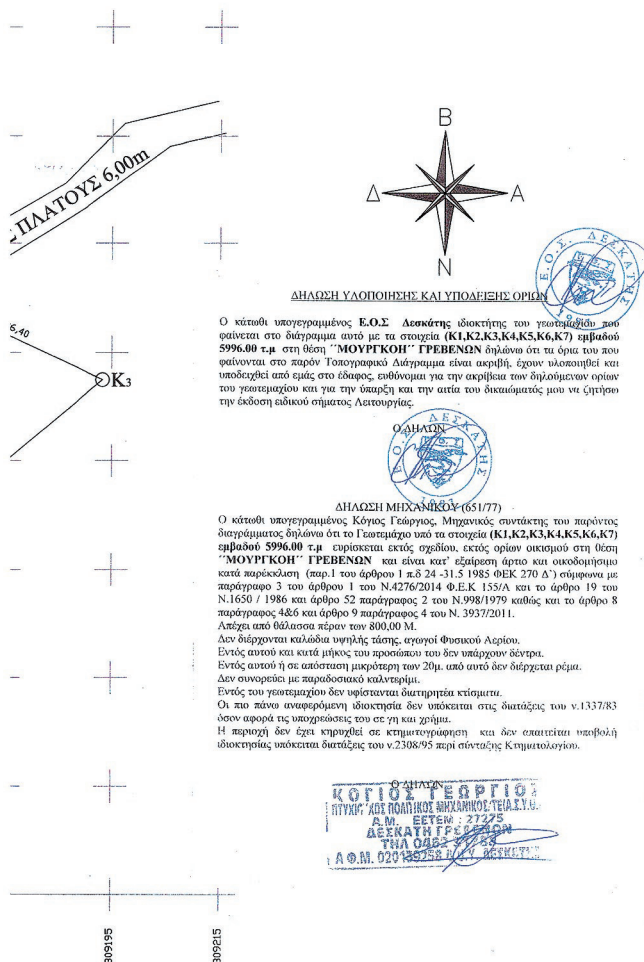 Β
Δ
Α
Ν
Σ ΠΛΑΤΟΥΣ 6,00m
6,40
K3
Ε.Ο.Σ. ΔΕΣΚΑΤΗΣ
ΔΗΛΩΣΗ ΥΛΟΠΟΙΗΣΗΣ ΚΑΙ ΥΠΟΔΕΙΞΗΣ ΟΡΙΩΝ
Ο κάτωθι υπογεγραμμένος Ε.Ο.Σ Δεσκάτης ιδιοκτήτης του γεωτεμαχίου που
φαίνεται στο διάγραμμα αυτό με τα στοιχεία (Κ1,Κ2,Κ3,Κ4,Κ5,Κ6,Κ7) εμβαδού
5996.00 τ.μ στη θέση ΄΄ΜΟΥΡΓΚΟΗ΄΄ ΓΡΕΒΕΝΩΝ δηλώνω ότι τα όρια του που
φαίνονται στο παρόν Τοπογραφικό Διάγραμμα είναι ακριβή, έχουν υλοποιηθεί και
υποδειχθεί από εμάς στο έδαφος, ευθύνομαι για την ακρίβεια των δηλούμενων ορίων
του γεωτεμαχίου και για την ύπαρξη και την αιτία του δικαιώματός μου να ζητήσω
την έκδοση ειδικού σήματος Λειτουργίας.
Ο ΔΗΛΩΝ
Ε.Ο.Σ. ΔΕΣΚΑΤΗΣ
ΔΗΛΩΣΗ ΜΗΧΑΝΙΚΟΥ (651/77)
Ο κάτωθι υπογεγραμμένος Κόγιος Γεώργιος, Μηχανικός συντάκτης του παρόντος
διαγράμματος δηλώνω ότι το Γεωτεμάχιο υπό τα στοιχεία (Κ1,Κ2,Κ3,Κ4,Κ5,Κ6,Κ7)
εμβαδού 5996.00 τ.μ ευρίσκεται εκτός σχεδίου, εκτός ορίων οικισμού στη θέση
΄΄ΜΟΥΡΓΚΟΗ΄΄ ΓΡΕΒΕΝΩΝ και είναι κατ' εξαίρεση άρτιο και οικοδομήσιμο
κατά παρέκκλιση (παρ.1 του άρθρου 1 π.δ 24 -31.5 1985 ΦΕΚ 270 Δ΄) σύμφωνα με
παράγραφο 3 του άρθρου 1 του Ν.4276/2014 Φ.Ε.Κ 155/Α και το άρθρο 19 του
Ν.1650 / 1986 και άρθρο 52 παράγραφος 2 του Ν.998/1979 καθώς και το άρθρο 8
παράγραφος 4&6 και άρθρο 9 παράγραφος 4 του Ν. 3937/2011.
Απέχει από θάλασσα πέραν των 800,00 Μ.
Δεν διέρχονται καλώδια υψηλής τάσης, αγωγοί Φυσικού Αερίου.
Εντός αυτού και κατά μήκος του προσώπου του δεν υπάρχουν δέντρα.
Εντός αυτού ή σε απόσταση μικρότερη των 20μ. από αυτό δεν διέρχεται ρέμα.
Δεν συνορεύει με παραδοσιακό καλντερίμι.
Εντός του γεωτεμαχίου δεν υφίστανται διατηρητέα κτίσματα.
Οι πιο πάνω αναφερόμενη ιδιοκτησία δεν υπόκειται στις διατάξεις του ν.1337/83
όσον αφορά τις υποχρεώσεις του σε γη και χρήμα.
Η περιοχή δεν έχει κηρυχθεί σε κτηματογράφηση και δεν απαιτείται υποβολή
ιδιοκτησίας υπόκειται διατάξεις του ν.2308/95 περί σύνταξης Κτηματολογίου.
Ο ΔΗΛΩΝ
ΚΟΓΙΟΣ ΓΕΩΡΓΙΟΣ
ΠΟΛΙΤΙΚΟΣ ΜΗΧΑΝΙΚΟΣ
Α.Μ. ΕΕΤΕΜ : 27275
ΔΕΣΚΑΤΗ ΓΡΕΒΕΝΩΝ
ΤΗΛ 0462
Α.Φ.Μ.
309195
309215